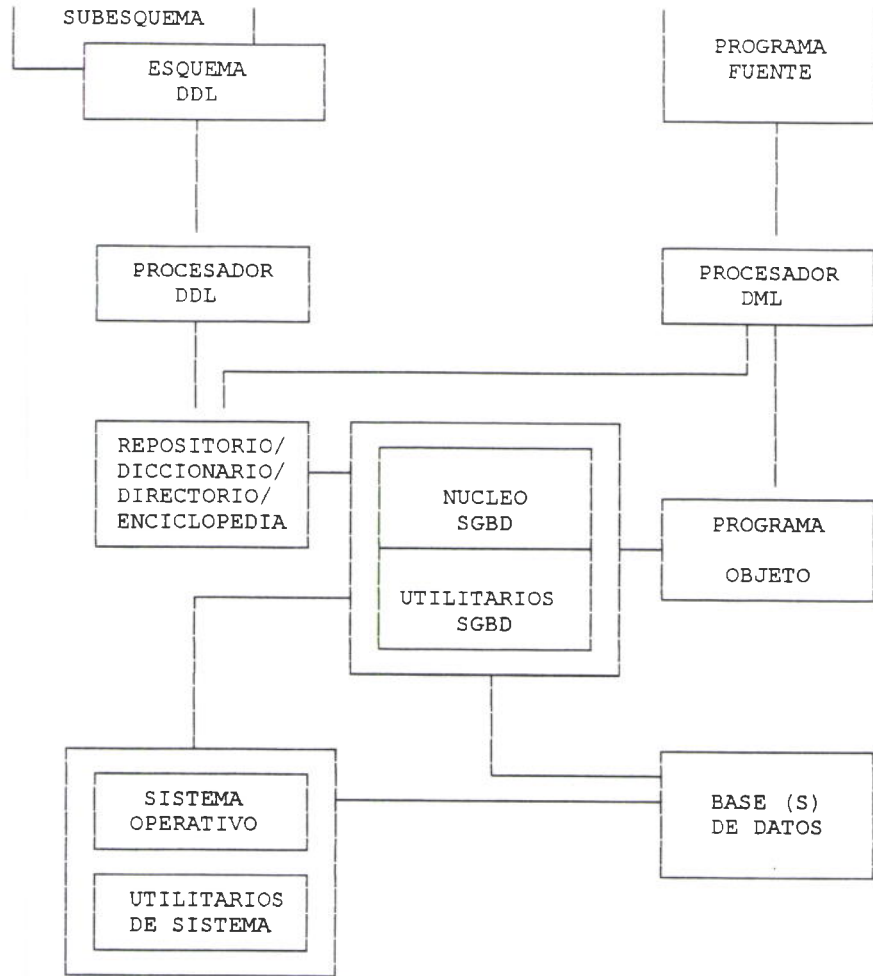 SUBESQUEMA
ESQUEMA
DDL
PROGRAMA
FUENTE
PROCESADOR
DDL
PROCESADOR
DML
REPOSITORIO/
DICCIONARIO/
DIRECTORIO/
ENCICLOPEDIA
NUCLEO
SGBD
UTILITARIOS
SGBD
PROGRAMA
OBJETO
SISTEMA
OPERATIVO
UTILITARIOS
DE SISTEMA
BASE (S)
DE DATOS